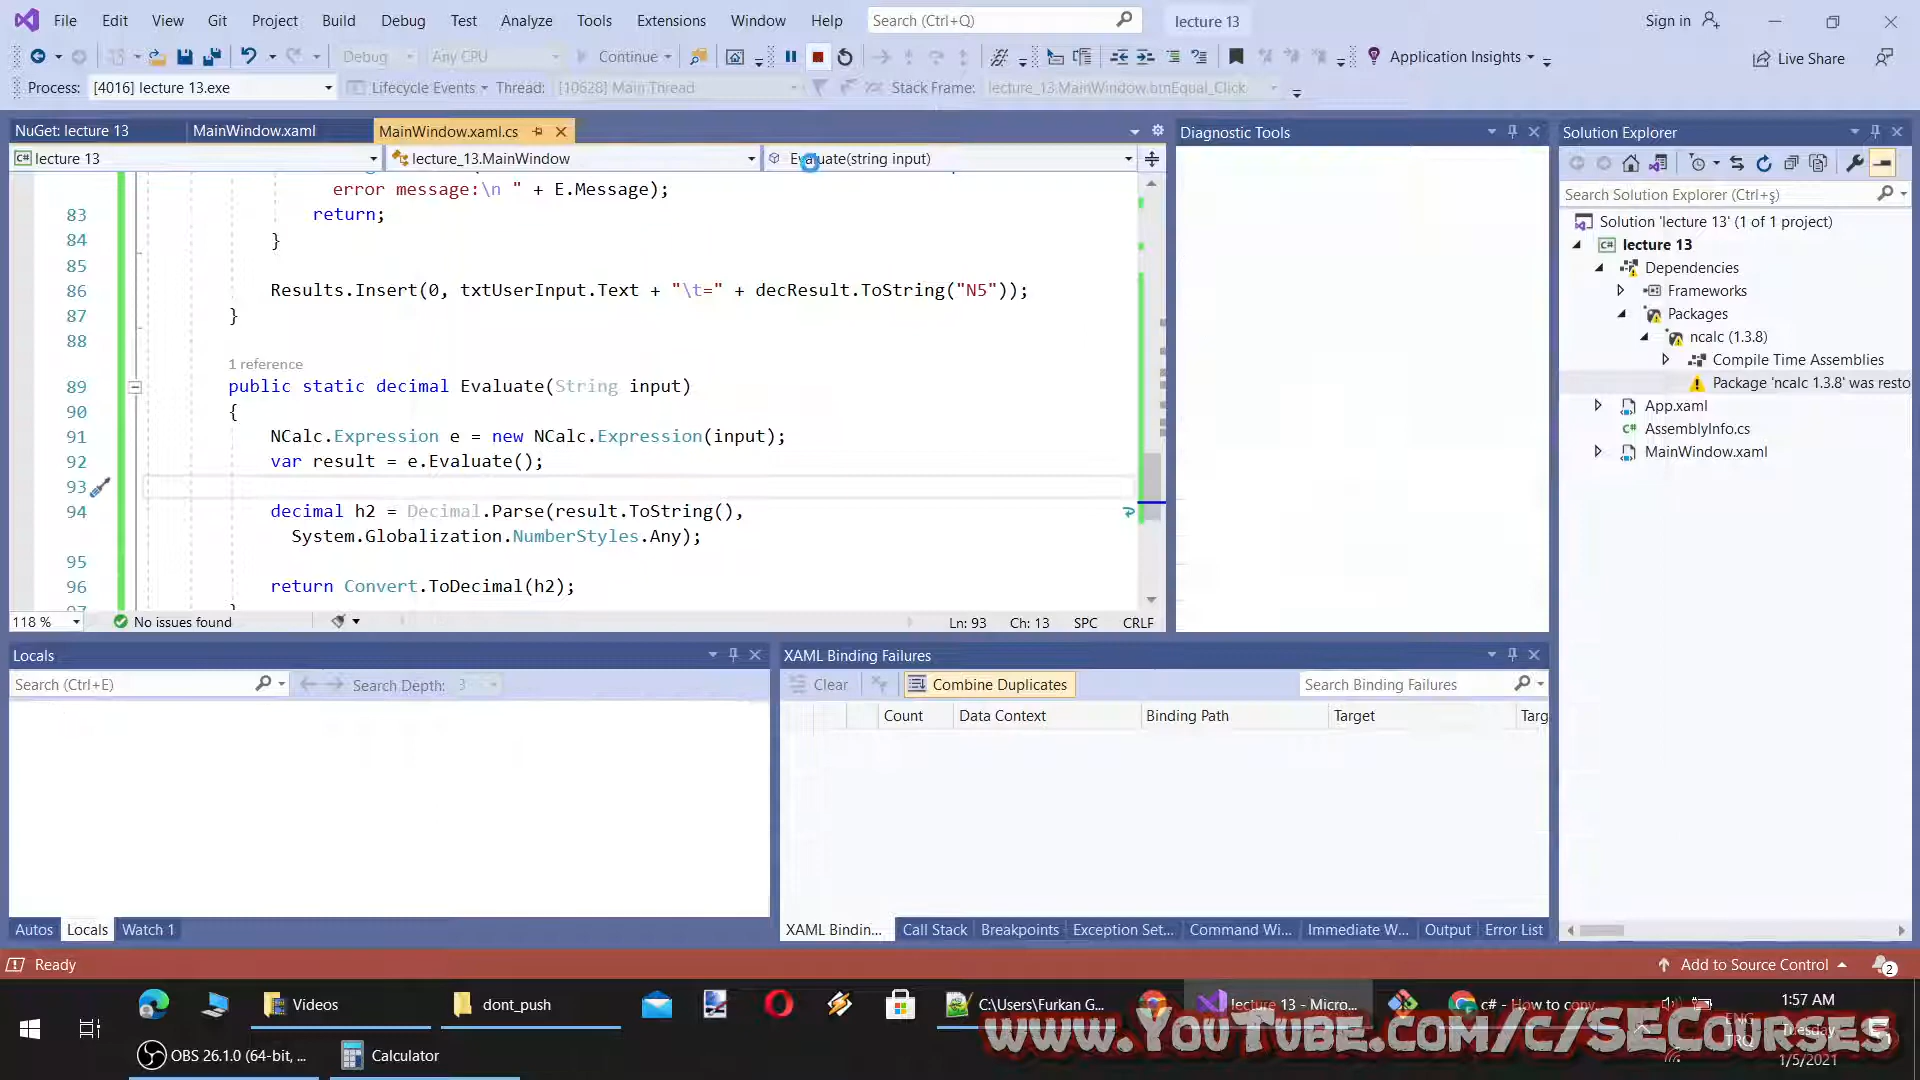 File Edit View Git Project Build Debug Test Analyze Tools Extensions Window Help Search (Ctrl+Q) lecture 13 Sign in
Debug Any CPU Continue Application Insights Live Share
Process: [4016] lecture 13.exe Lifecycle Events Thread: [10628] Main Thread Stack Frame: lecture_13.MainWindow.btnEqual_Click
NuGet: lecture 13 MainWindow.xaml MainWindow.xaml.cs
lecture 13 lecture_13.MainWindow Evaluate(string input)
error message:\n " + E.Message);
83 return;
84 }
85
86 Results.Insert(0, txtUserInput.Text + "\t=" + decResult.ToString("N5"));
87 }
88
1 reference
89 public static decimal Evaluate(String input)
90 {
91 NCalc.Expression e = new NCalc.Expression(input);
92 var result = e.Evaluate();
93
94 decimal h2 = Decimal.Parse(result.ToString(),
System.Globalization.NumberStyles.Any);
95
96 return Convert.ToDecimal(h2);
97 }
118 % No issues found Ln: 93 Ch: 13 SPC CRLF
Diagnostic Tools
Solution Explorer
Search Solution Explorer (Ctrl+ş)
Solution 'lecture 13' (1 of 1 project)
lecture 13
Dependencies
Frameworks
Packages
ncalc (1.3.8)
Compile Time Assemblies
Package 'ncalc 1.3.8' was resto
App.xaml
AssemblyInfo.cs
MainWindow.xaml
Locals
Search (Ctrl+E) Search Depth: 3
Autos Locals Watch 1
XAML Binding Failures
Clear Combine Duplicates Search Binding Failures
Count Data Context Binding Path Target Targ
XAML Bindin... Call Stack Breakpoints Exception Set... Command Wi... Immediate W... Output Error List
Ready Add to Source Control 2
Videos dont_push C:\Users\Furkan G... lecture 13 - Micro... c# - How to copy... 1:57 AM
ENG Tuesday
TRQ 1/5/2021
OBS 26.1.0 (64-bit, ... Calculator
www.YouTube.com/c/SECourses